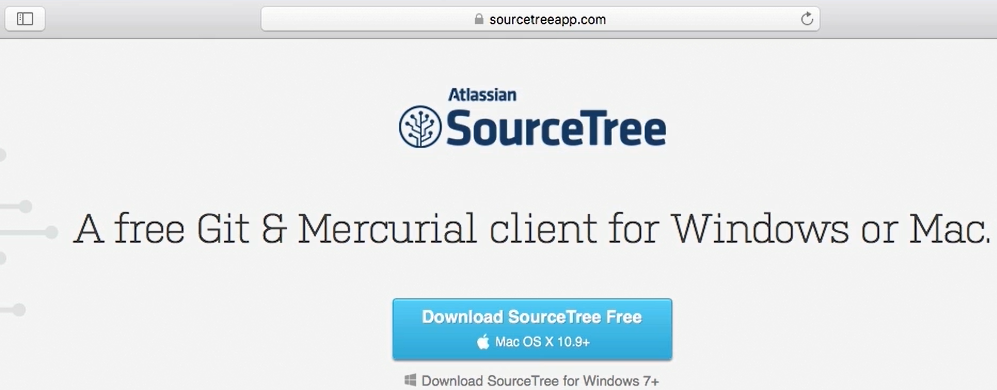 sourcetreeapp.com
Atlassian
SourceTree
A free Git & Mercurial client for Windows or Mac.
Download SourceTree Free
Mac OS X 10.9+
Download SourceTree for Windows 7+